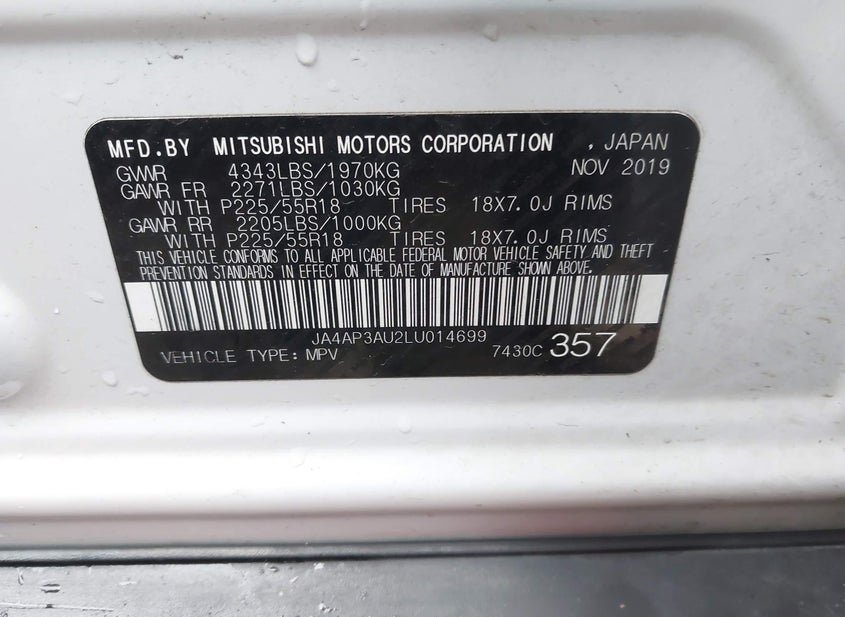 MFD.BY MITSUBISHI MOTORS CORPORATION , JAPAN
GVWR 4343LBS/1970KG NOV 2019
GAWR FR 2271LBS/1030KG
WITH P225/55R18 TIRES 18X7.0J RIMS
GAWR RR 2205LBS/1000KG
WITH P225/55R18 TIRES 18X7.0J RIMS
THIS VEHICLE CONFORMS TO ALL APPLICABLE FEDERAL MOTOR VEHICLE SAFETY AND THEFT
PREVENTION STANDARDS IN EFFECT ON THE DATE OF MANUFACTURE SHOWN ABOVE.
JA4AP3AU2LU014699
VEHICLE TYPE: MPV 7430C 357